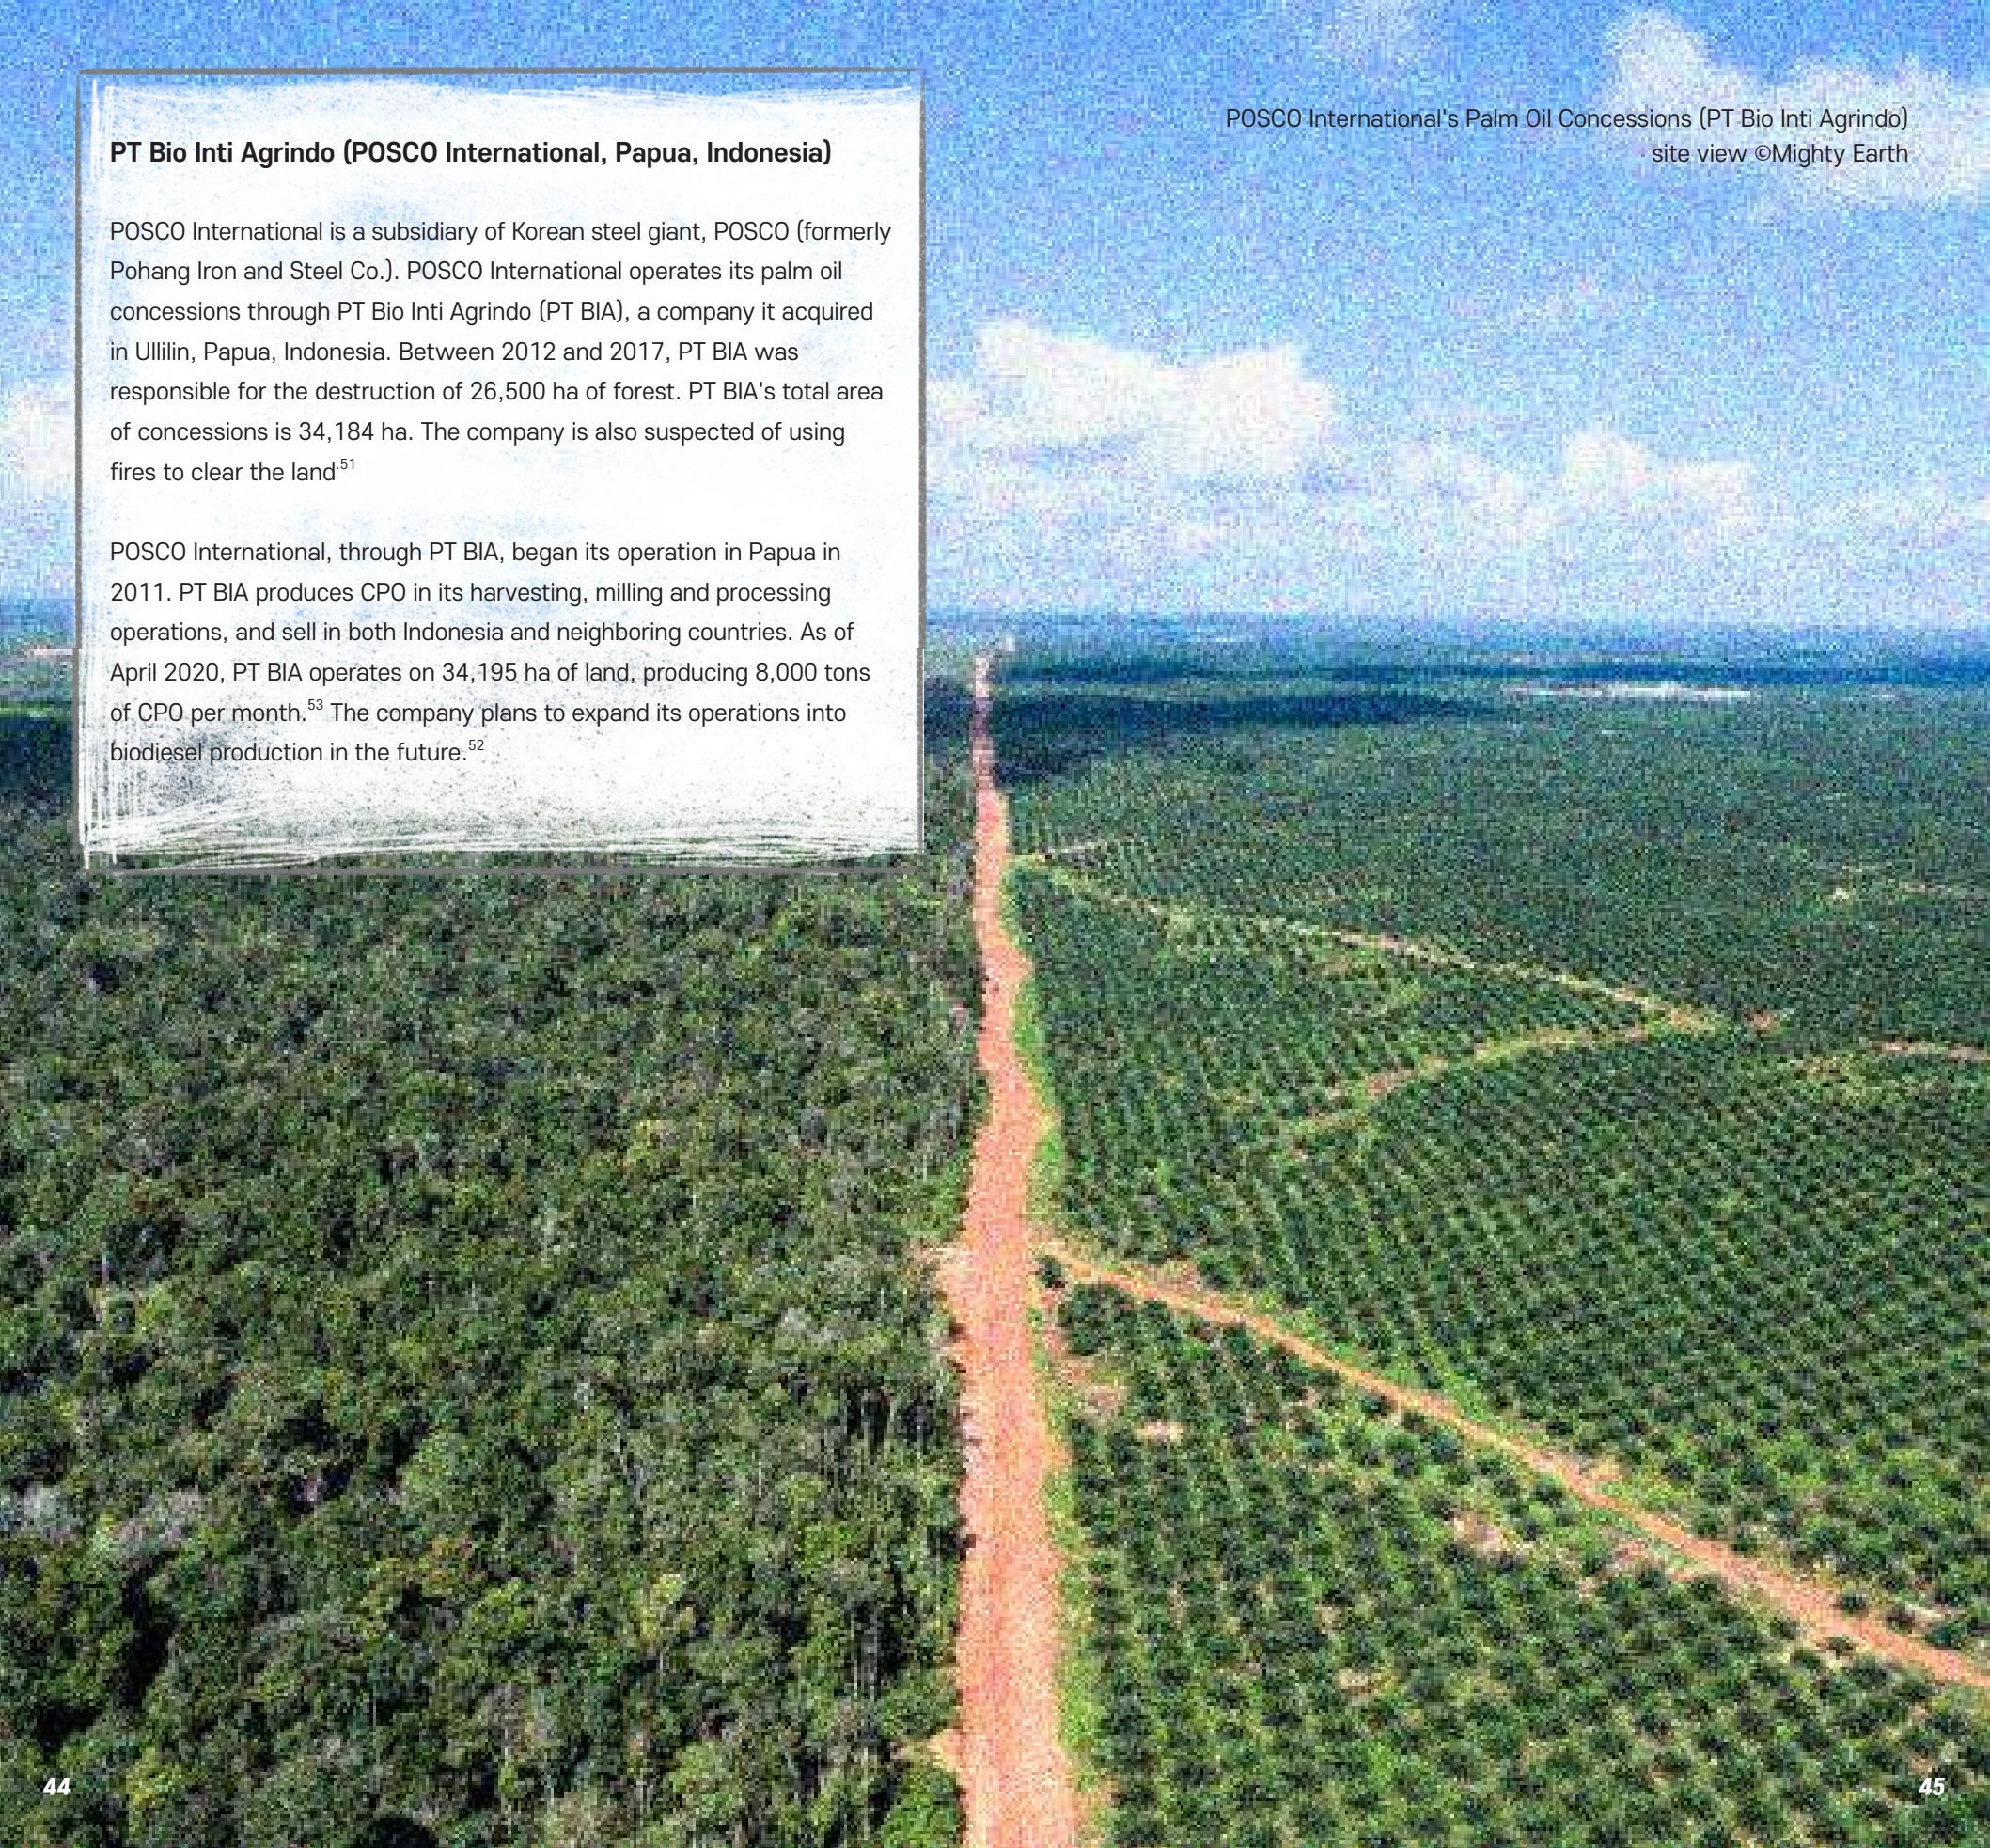 PT Bio Inti Agrindo (POSCO International, Papua, Indonesia)
POSCO International is a subsidiary of Korean steel giant, POSCO (formerly
Pohang Iron and Steel Co.). POSCO International operates its palm oil
concessions through PT Bio Inti Agrindo (PT BIA), a company it acquired
in Ullilin, Papua, Indonesia. Between 2012 and 2017, PT BIA was
responsible for the destruction of 26,500 ha of forest. PT BIA's total area
of concessions is 34,184 ha. The company is also suspected of using
fires to clear the land.51
POSCO International, through PT BIA, began its operation in Papua in
2011. PT BIA produces CPO in its harvesting, milling and processing
operations, and sell in both Indonesia and neighboring countries. As of
April 2020, PT BIA operates on 34,195 ha of land, producing 8,000 tons
of CPO per month.53 The company plans to expand its operations into
biodiesel production in the future.52
POSCO International's Palm Oil Concessions (PT Bio Inti Agrindo)
site view ©Mighty Earth
44
45